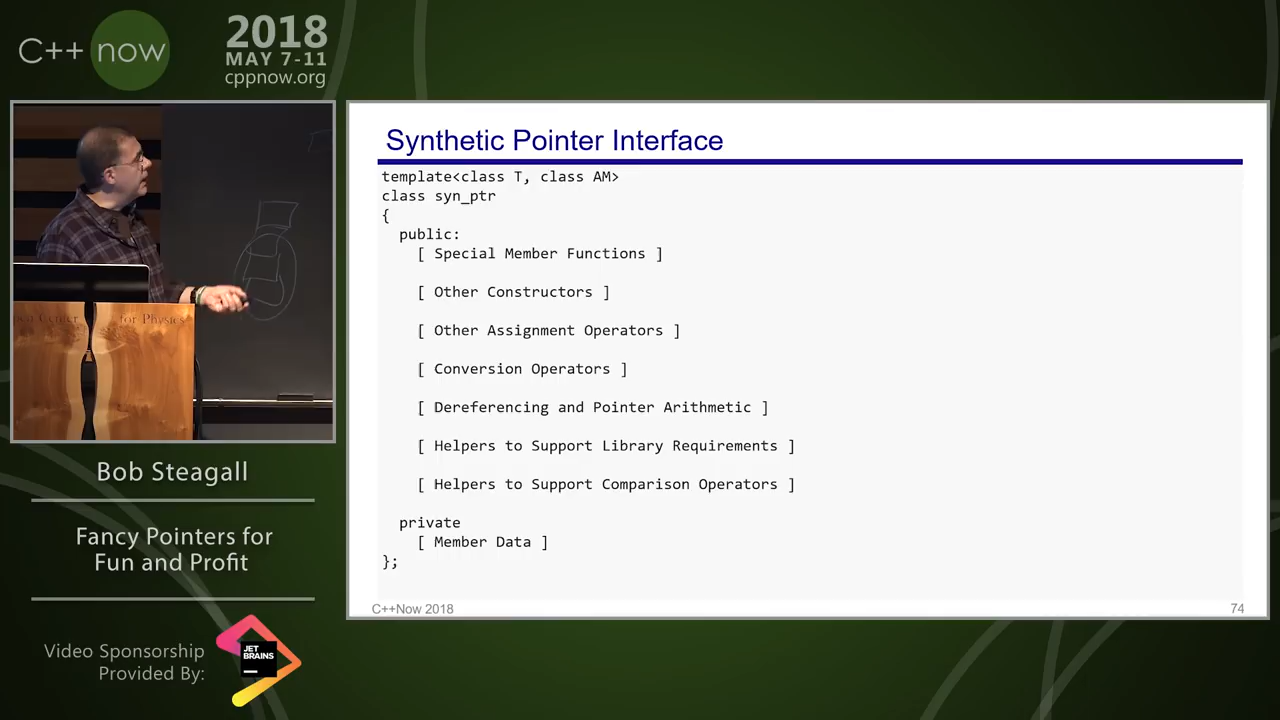 C++ now
2018
MAY 7-11
cppnow.org
for Physics
Bob Steagall
Fancy Pointers for
Fun and Profit
Video Sponsorship
Provided By:
JET
BRAINS
Synthetic Pointer Interface
template<class T, class AM>
class syn_ptr
{
public:
[ Special Member Functions ]
[ Other Constructors ]
[ Other Assignment Operators ]
[ Conversion Operators ]
[ Dereferencing and Pointer Arithmetic ]
[ Helpers to Support Library Requirements ]
[ Helpers to Support Comparison Operators ]
private
[ Member Data ]
};
C++Now 2018
74